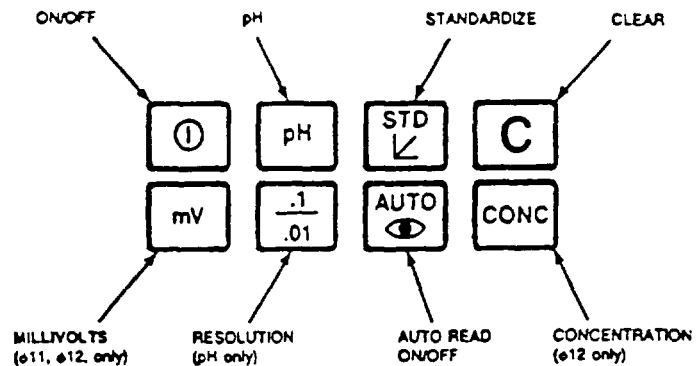 ON/OFF pH STANDARDIZE CLEAR
pH STD C
mV .1 AUTO CONC
.01
MILLIVOLTS RESOLUTION AUTO READ CONCENTRATION
(ø11, ø12, only) (pH only) ON/OFF (ø12 only)